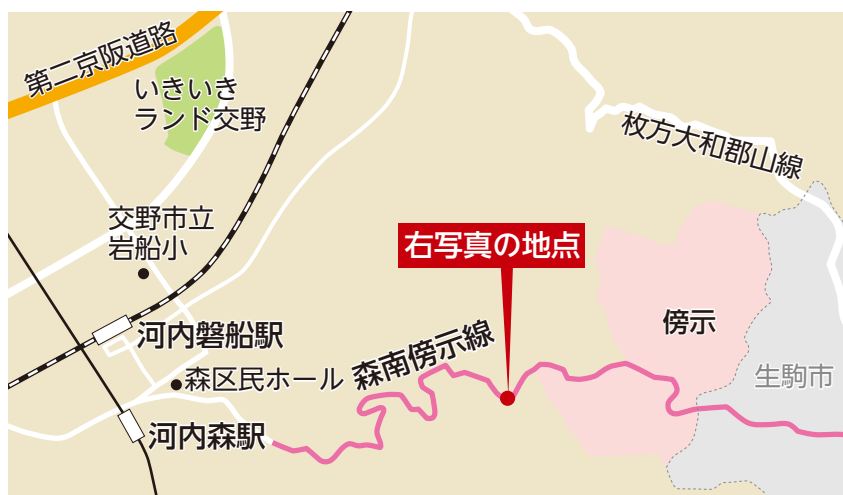 第二京阪道路
いきいき
ランド交野
枚方大和郡山線
交野市立
岩船小
右写真の地点
傍示
河内磐船駅
森南傍示線
生駒市
森区民ホール
河内森駅